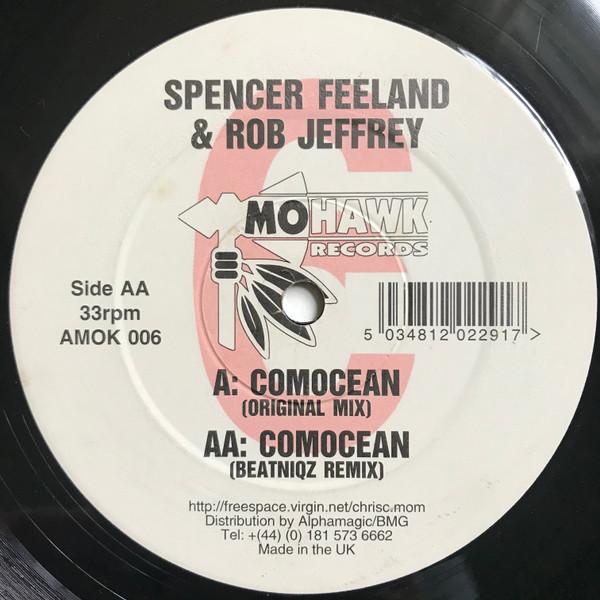 SPENCER FEELAND
& ROB JEFFREY
MOHAWK
RECORDS
Side AA
33rpm
AMOK 006
5 034812 022917 >
A: COMOCEAN
(ORIGINAL MIX)
AA: COMOCEAN
(BEATNIQZ REMIX)
http://freespace.virgin.net/chrisc.mom
Distribution by Alphamagic/BMG
Tel: +(44) (0) 181 573 6662
Made in the UK